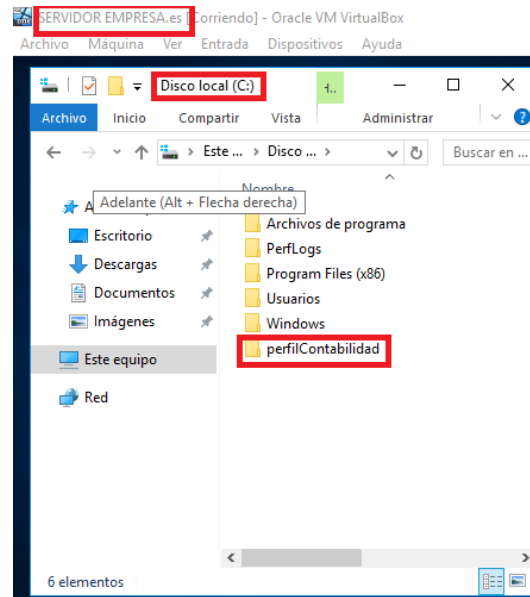 SERVIDOR EMPRESA.es [Corriendo] - Oracle VM VirtualBox
Archivo Máquina Ver Entrada Dispositivos Ayuda
Disco local (C:)
Archivo Inicio Compartir Vista Administrar
Este ... > Disco ... > Buscar en ...
Nombre
Adelante (Alt + Flecha derecha)
Archivos de programa
Escritorio
PerfLogs
Descargas
Program Files (x86)
Documentos
Usuarios
Imágenes
Windows
Este equipo
perfilContabilidad
Red
6 elementos